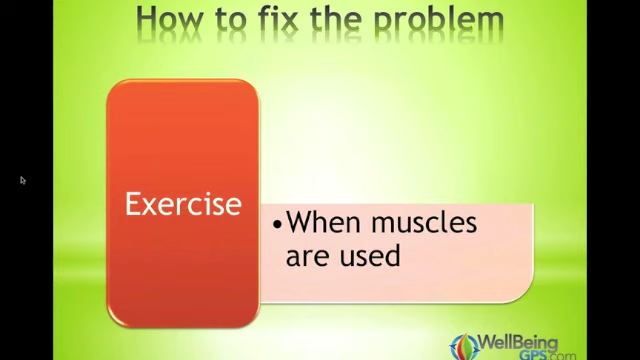 How to fix the problem
Exercise
•When muscles
are used
WellBeing
GPS.com